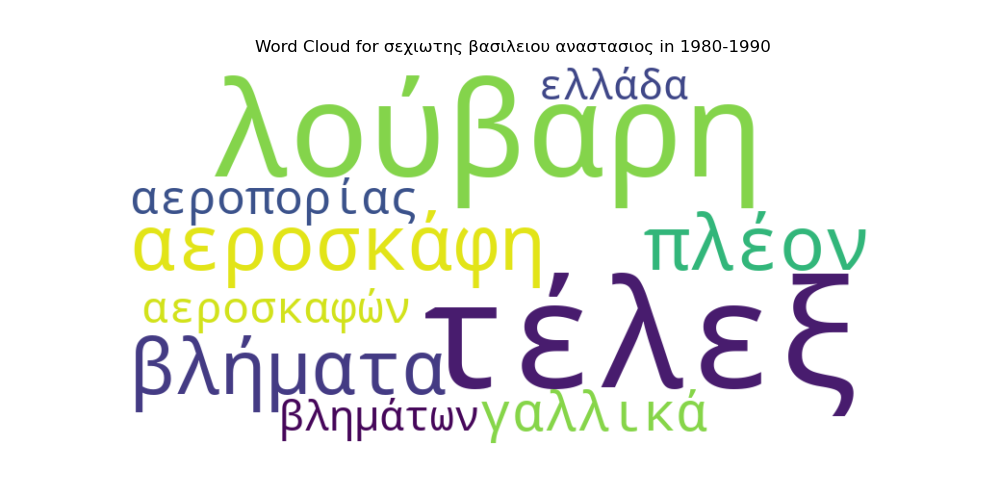 Word Cloud for σεχιωτης βασιλειου αναστασιος in 1980-1990
ελλάδα
λούβαρη
αεροπορίας
αεροσκάφη πλέον
αεροσκαφών
τέλεξ
βλήματα
βλημάτων γαλλικά